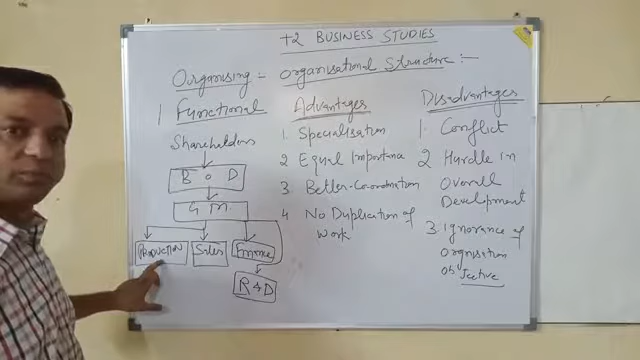 +2 BUSINESS STUDIES
Organising :- Organisational Structure :-
1 Functional
Shareholders
B O D
G M
PRODUCTION Sales Finance
R & D
Advantages
1. Specialisation
2 Equal Importance
3 Better Co-ordination
4 No Duplication of
Work
Disadvantages
1. Conflict
2 Hurdle in
Overall
Development
3. Ignorance of
Organisation
Objective